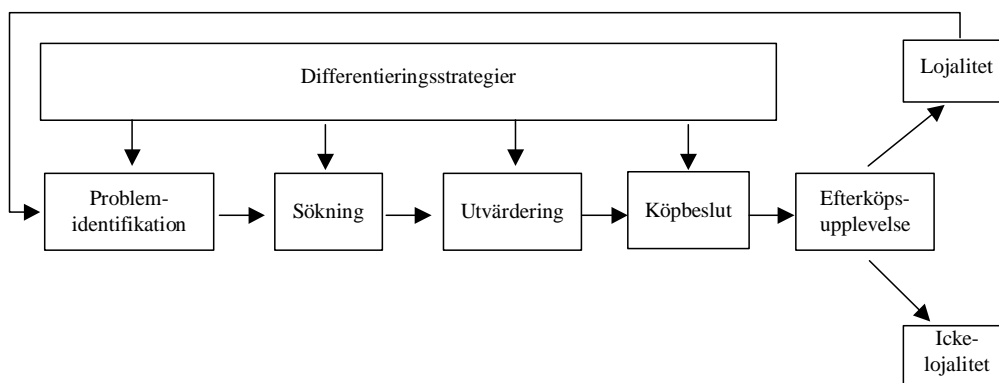 Differentieringsstrategier
Lojalitet
Problem-
identifikation
Sökning
Utvärdering
Köpbeslut
Efterköps-
upplevelse
Icke-
lojalitet